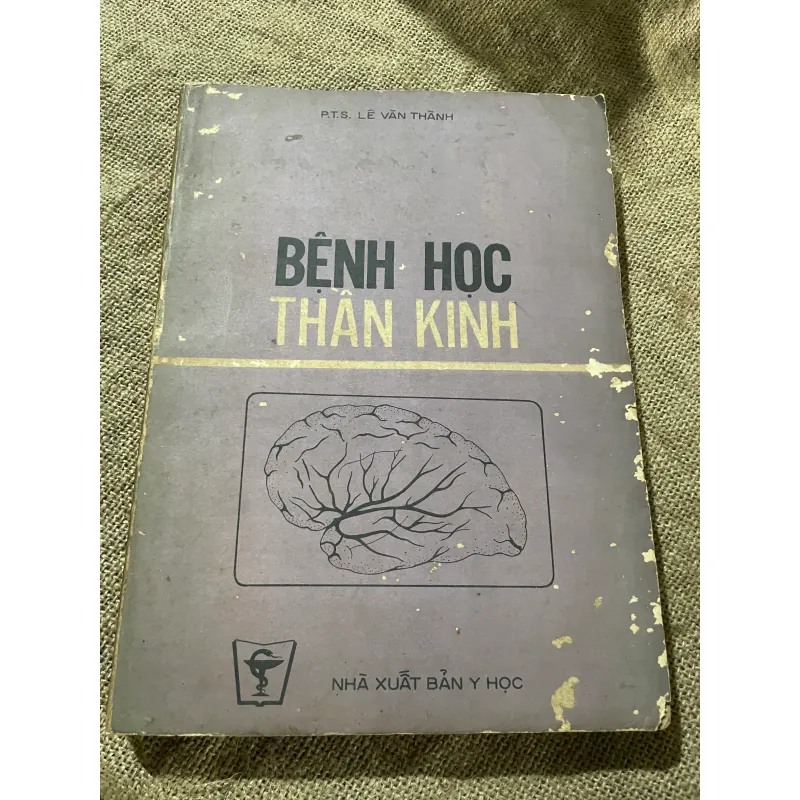 P.T.S. LÊ VĂN THÀNH
BỆNH HỌC
THẦN KINH
NHÀ XUẤT BẢN Y HỌC